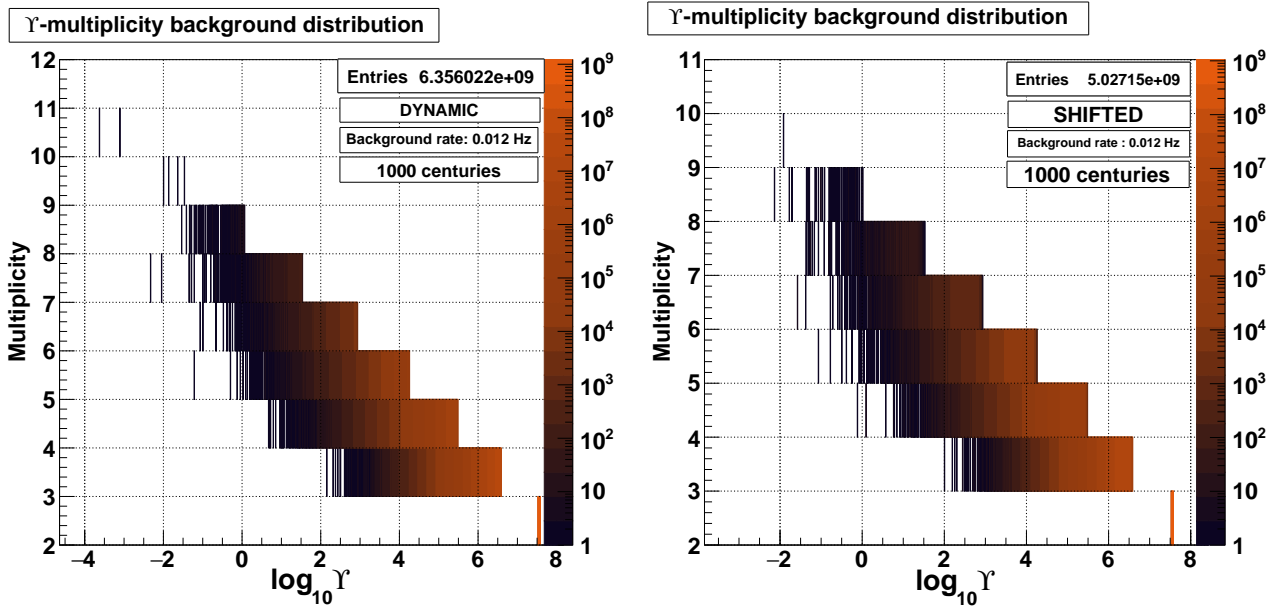 ϒ-multiplicity background distribution
12
11
10
9
8
7
6
5
4
3
2
Multiplicity
Entries 6.356022e+09
DYNAMIC
Background rate: 0.012 Hz
1000 centuries
10^9
10^8
10^7
10^6
10^5
10^4
10^3
10^2
10
1
−4 −2 0 2 4 6 8
log_10 ϒ
ϒ-multiplicity background distribution
11
10
9
8
7
6
5
4
3
2
Multiplicity
Entries 5.02715e+09
SHIFTED
Background rate : 0.012 Hz
1000 centuries
10^9
10^8
10^7
10^6
10^5
10^4
10^3
10^2
10
1
−2 0 2 4 6 8
log_10 ϒ